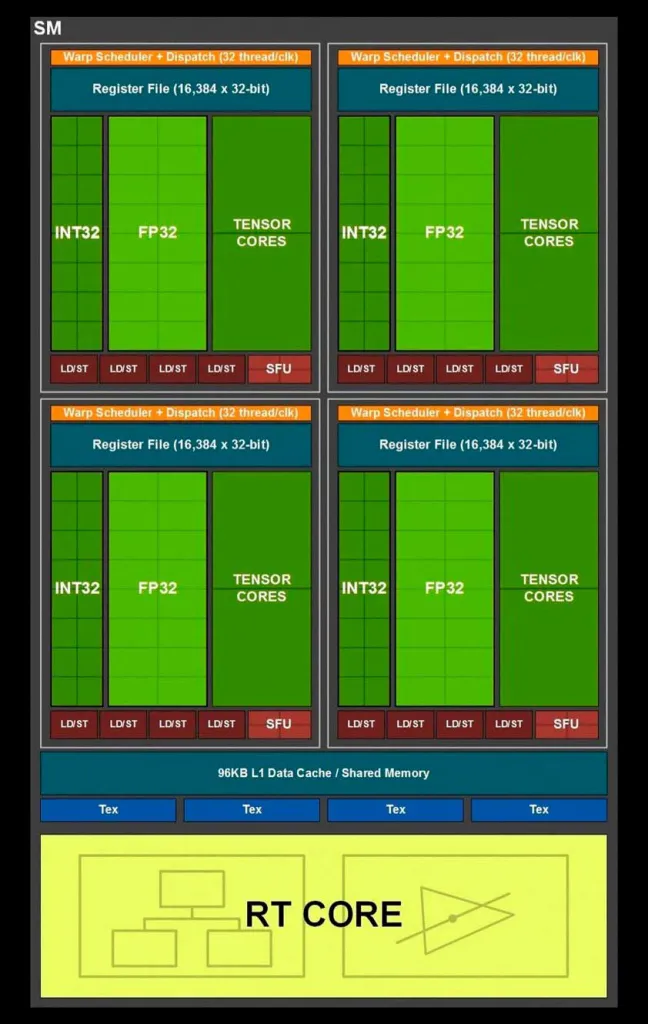 SM
Warp Scheduler + Dispatch (32 thread/clk)
Register File (16,384 x 32-bit)
INT32
FP32
TENSOR
CORES
LD/ST
LD/ST
LD/ST
LD/ST
SFU
Warp Scheduler + Dispatch (32 thread/clk)
Register File (16,384 x 32-bit)
INT32
FP32
TENSOR
CORES
LD/ST
LD/ST
LD/ST
LD/ST
SFU
Warp Scheduler + Dispatch (32 thread/clk)
Register File (16,384 x 32-bit)
INT32
FP32
TENSOR
CORES
LD/ST
LD/ST
LD/ST
LD/ST
SFU
Warp Scheduler + Dispatch (32 thread/clk)
Register File (16,384 x 32-bit)
INT32
FP32
TENSOR
CORES
LD/ST
LD/ST
LD/ST
LD/ST
SFU
96KB L1 Data Cache / Shared Memory
Tex
Tex
Tex
Tex
RT CORE